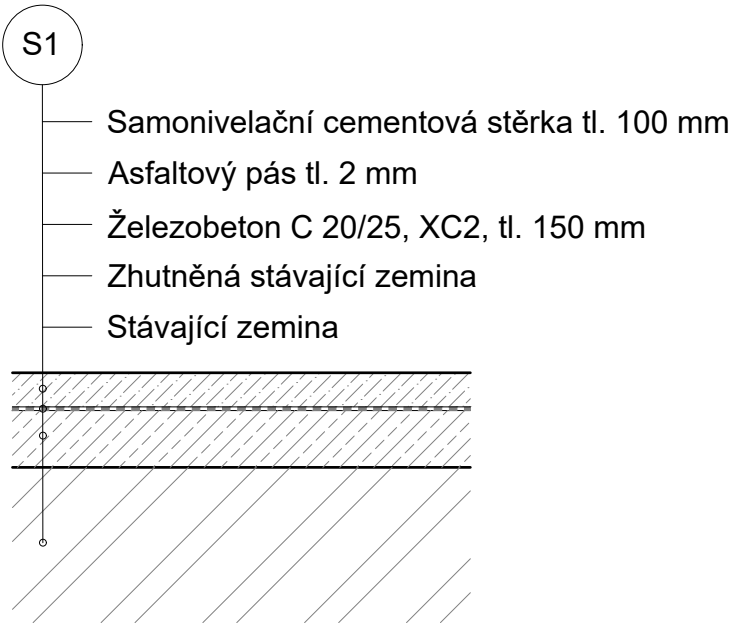 S1
Samonivelační cementová stěrka tl. 100 mm
Asfaltový pás tl. 2 mm
Železobeton C 20/25, XC2, tl. 150 mm
Zhutněná stávající zemina
Stávající zemina